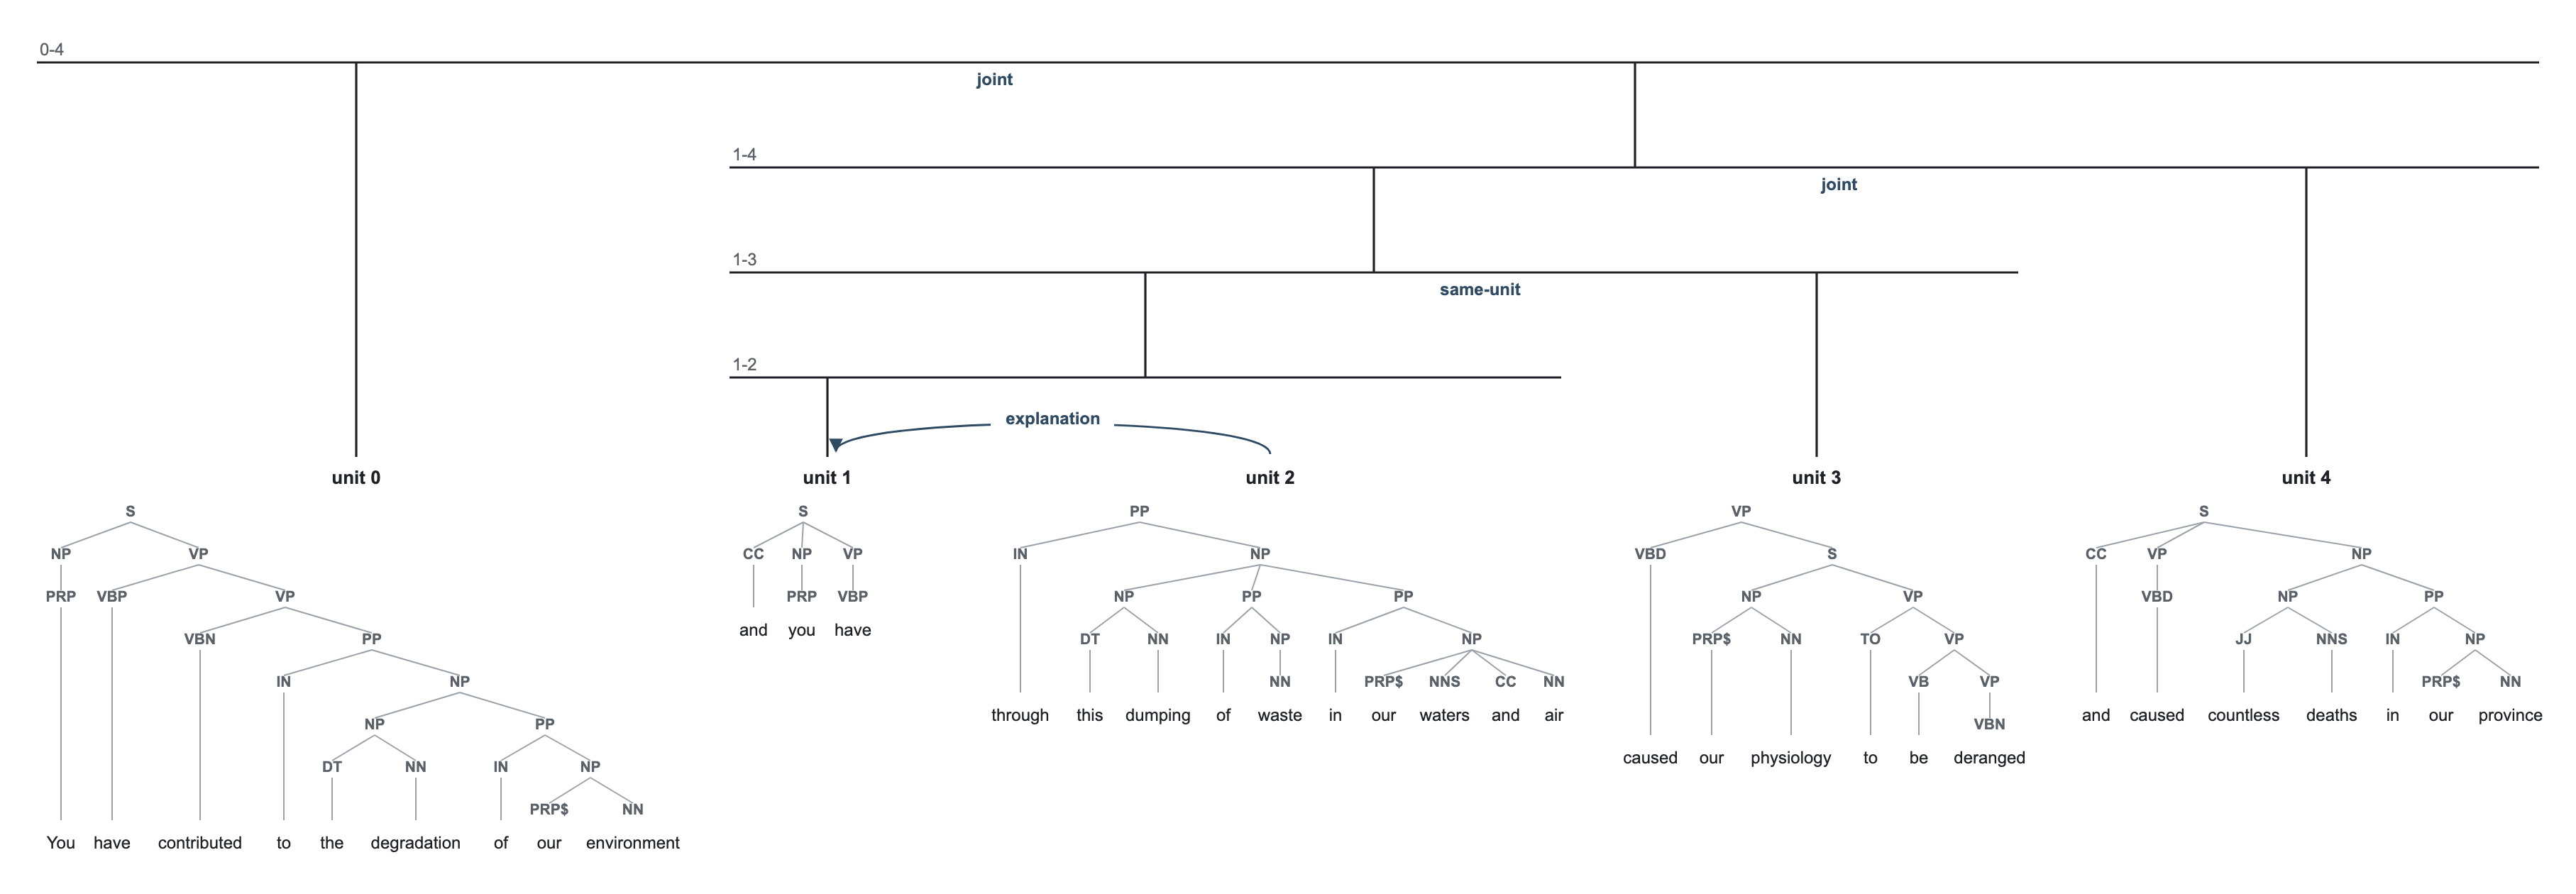 0-4
joint
1-4
joint
1-3
same-unit
1-2
explanation
unit 0 unit 1 unit 2 unit 3 unit 4
S S PP VP S
NP VP CC NP VP IN NP VBD S CC VP NP
PRP VBP VP PRP VBP NP PP PP NP VP VBD NP PP
and you have
VBN PP DT NN IN NP IN NP PRP$ NN TO VP JJ NNS IN NP
IN NP NN PRP$ NNS CC NN VB VP PRP$ NN
through this dumping of waste in our waters and air and caused countless deaths in our province
NP PP VBN
caused our physiology to be deranged
DT NN IN NP
PRP$ NN
You have contributed to the degradation of our environment